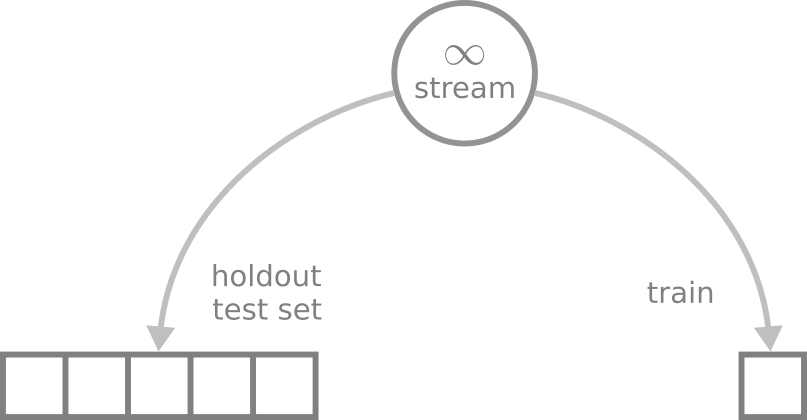 ∞
stream
holdout
test set
train